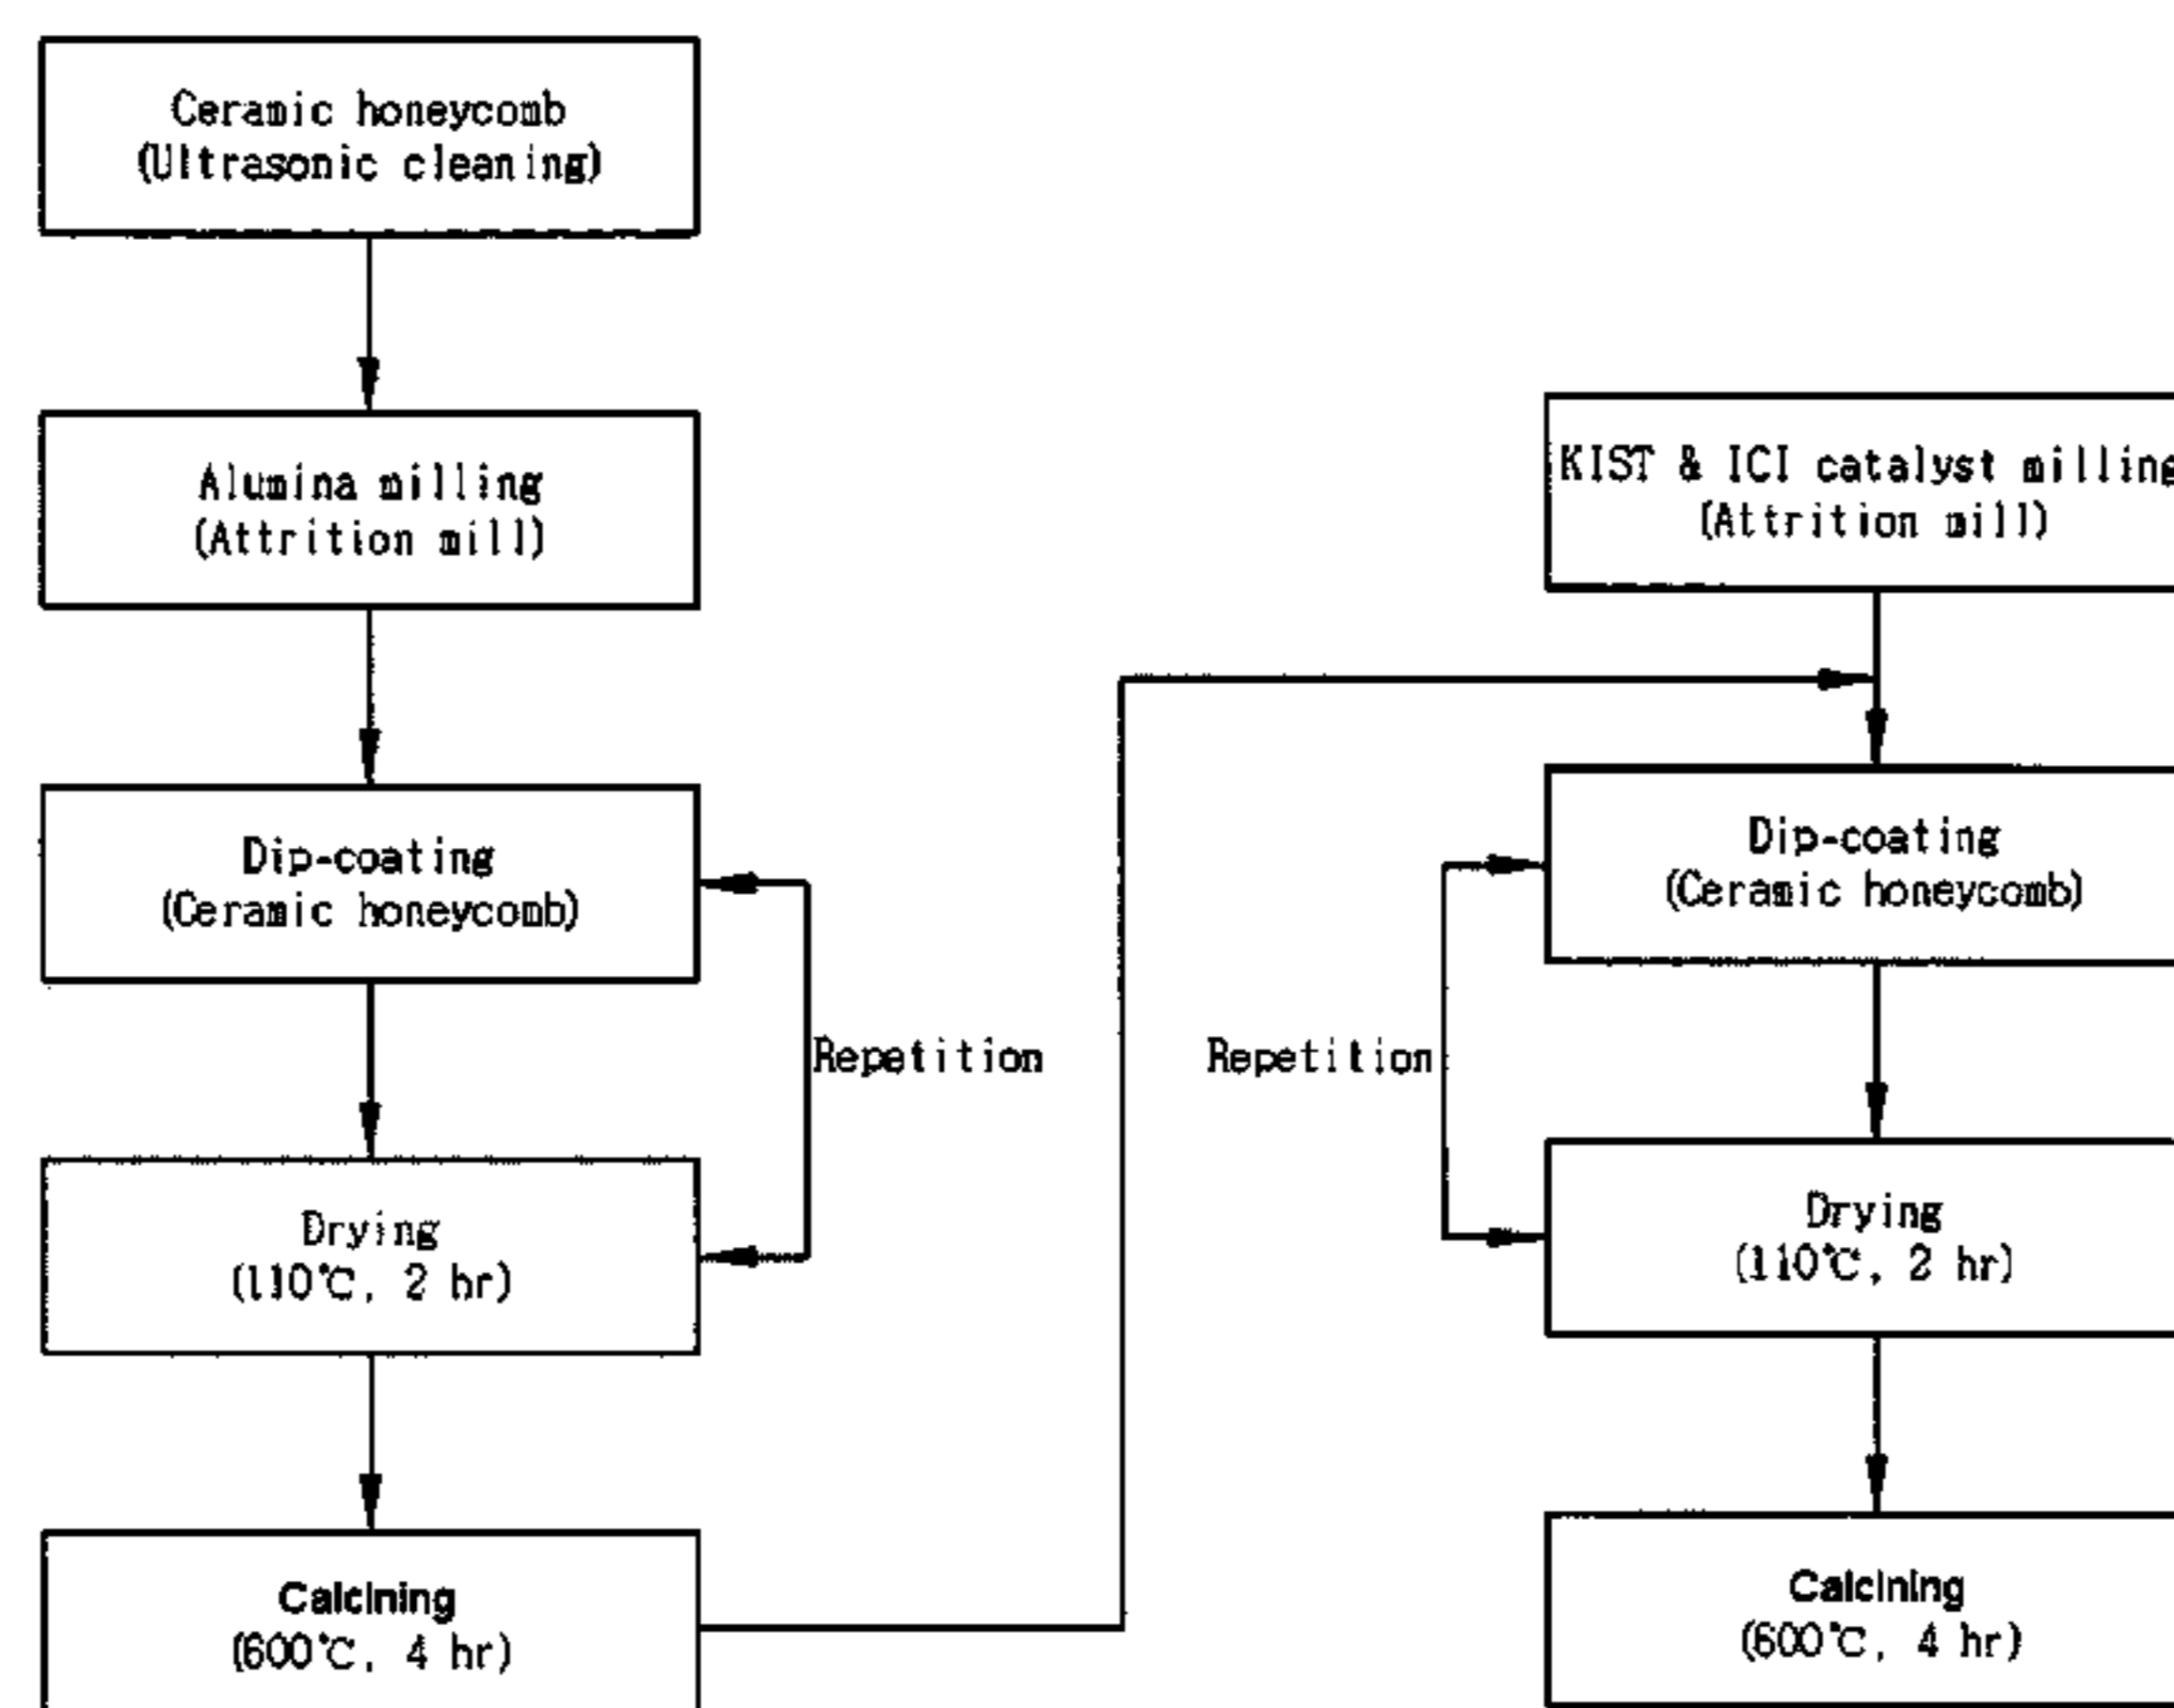 Ceramic honeycomb
(Ultrasonic cleaning)
Alumina milling
(Attrition mill)
Dip-coating
(Ceramic honeycomb)
Repetition
Drying
(110℃, 2 hr)
Calcining
(600℃, 4 hr)
KIST & ICI catalyst milling
(Attrition mill)
Dip-coating
(Ceramic honeycomb)
Repetition
Drying
(110℃, 2 hr)
Calcining
(600℃, 4 hr)